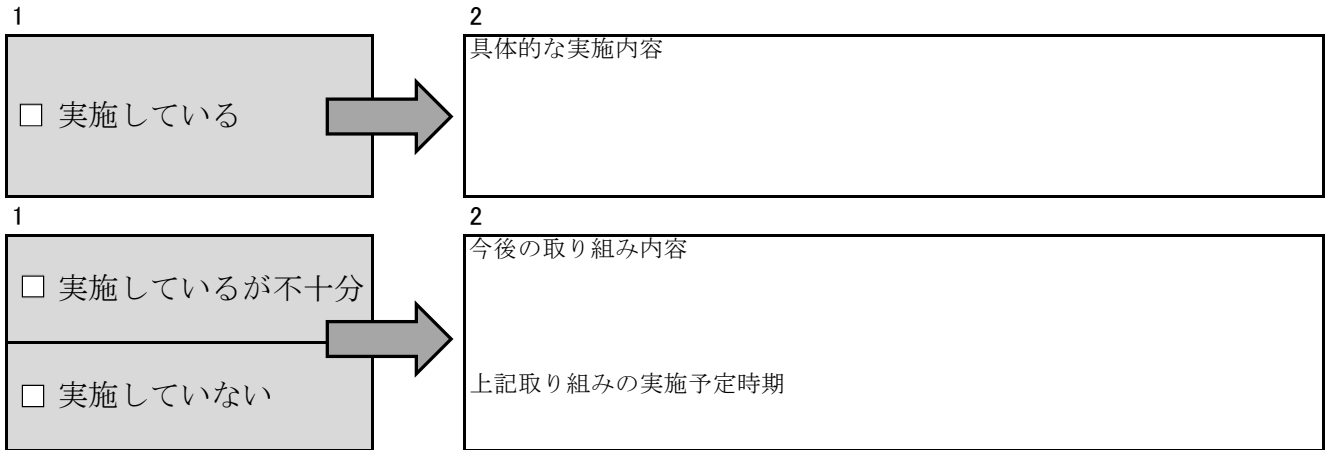 1
2
□ 実施している
具体的な実施内容
1
2
□ 実施しているが不十分
□ 実施していない
今後の取り組み内容
上記取り組みの実施予定時期